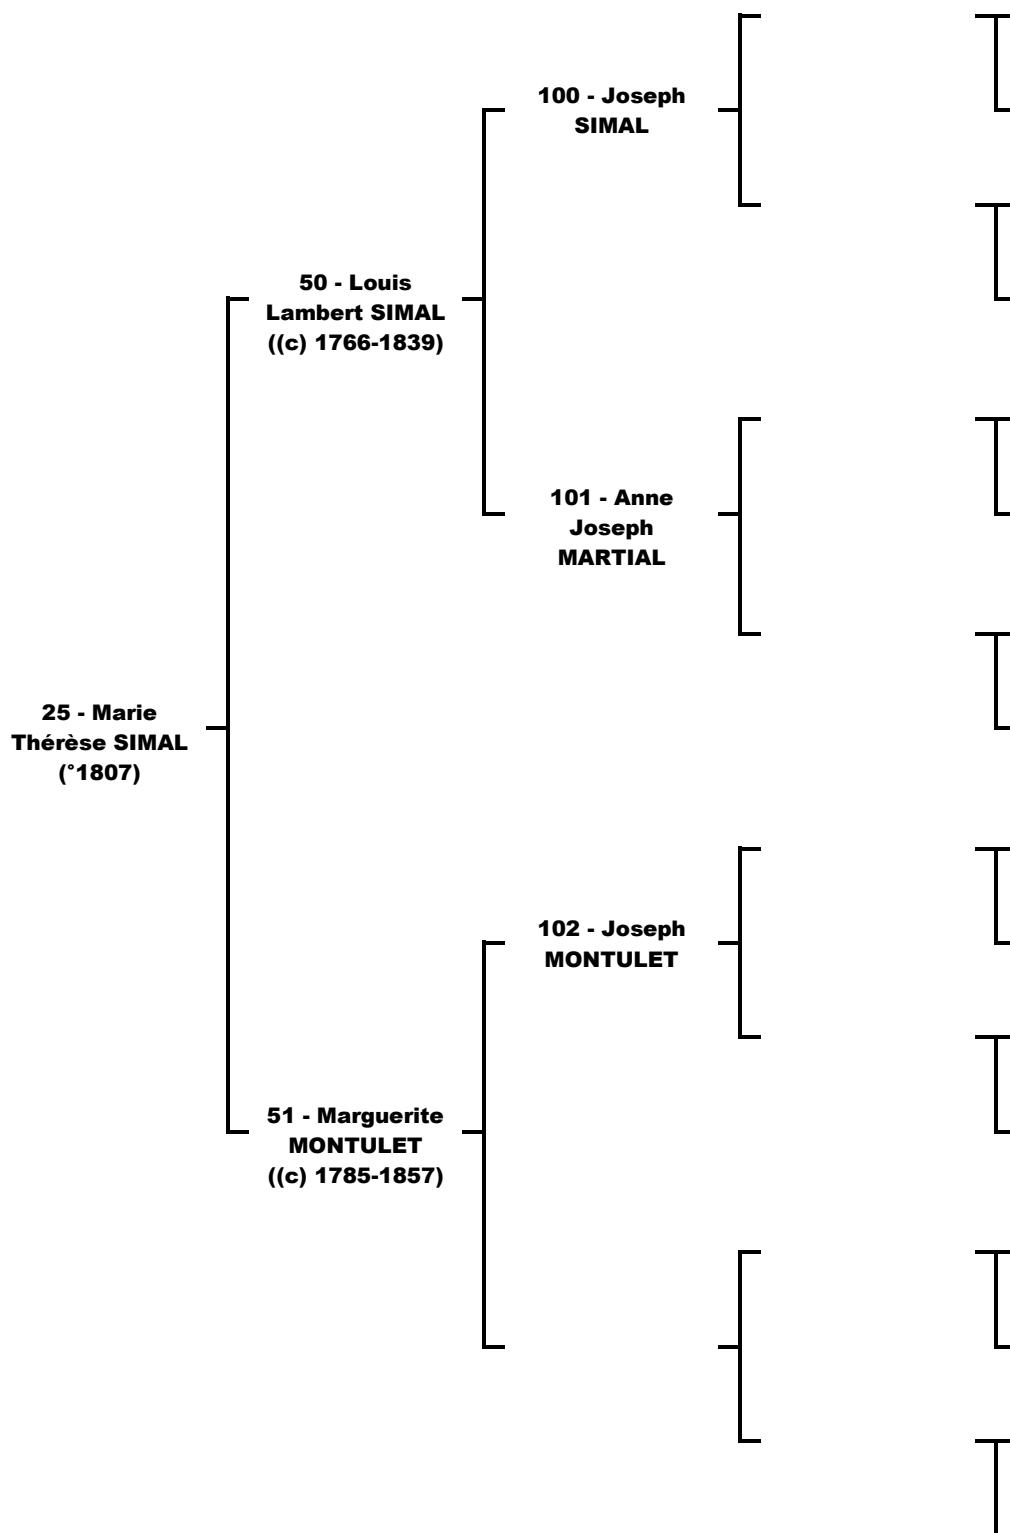 100 - Joseph
SIMAL
50 - Louis
Lambert SIMAL
((c) 1766-1839)
101 - Anne
Joseph
MARTIAL
25 - Marie
Thérèse SIMAL
(°1807)
102 - Joseph
MONTULET
51 - Marguerite
MONTULET
((c) 1785-1857)